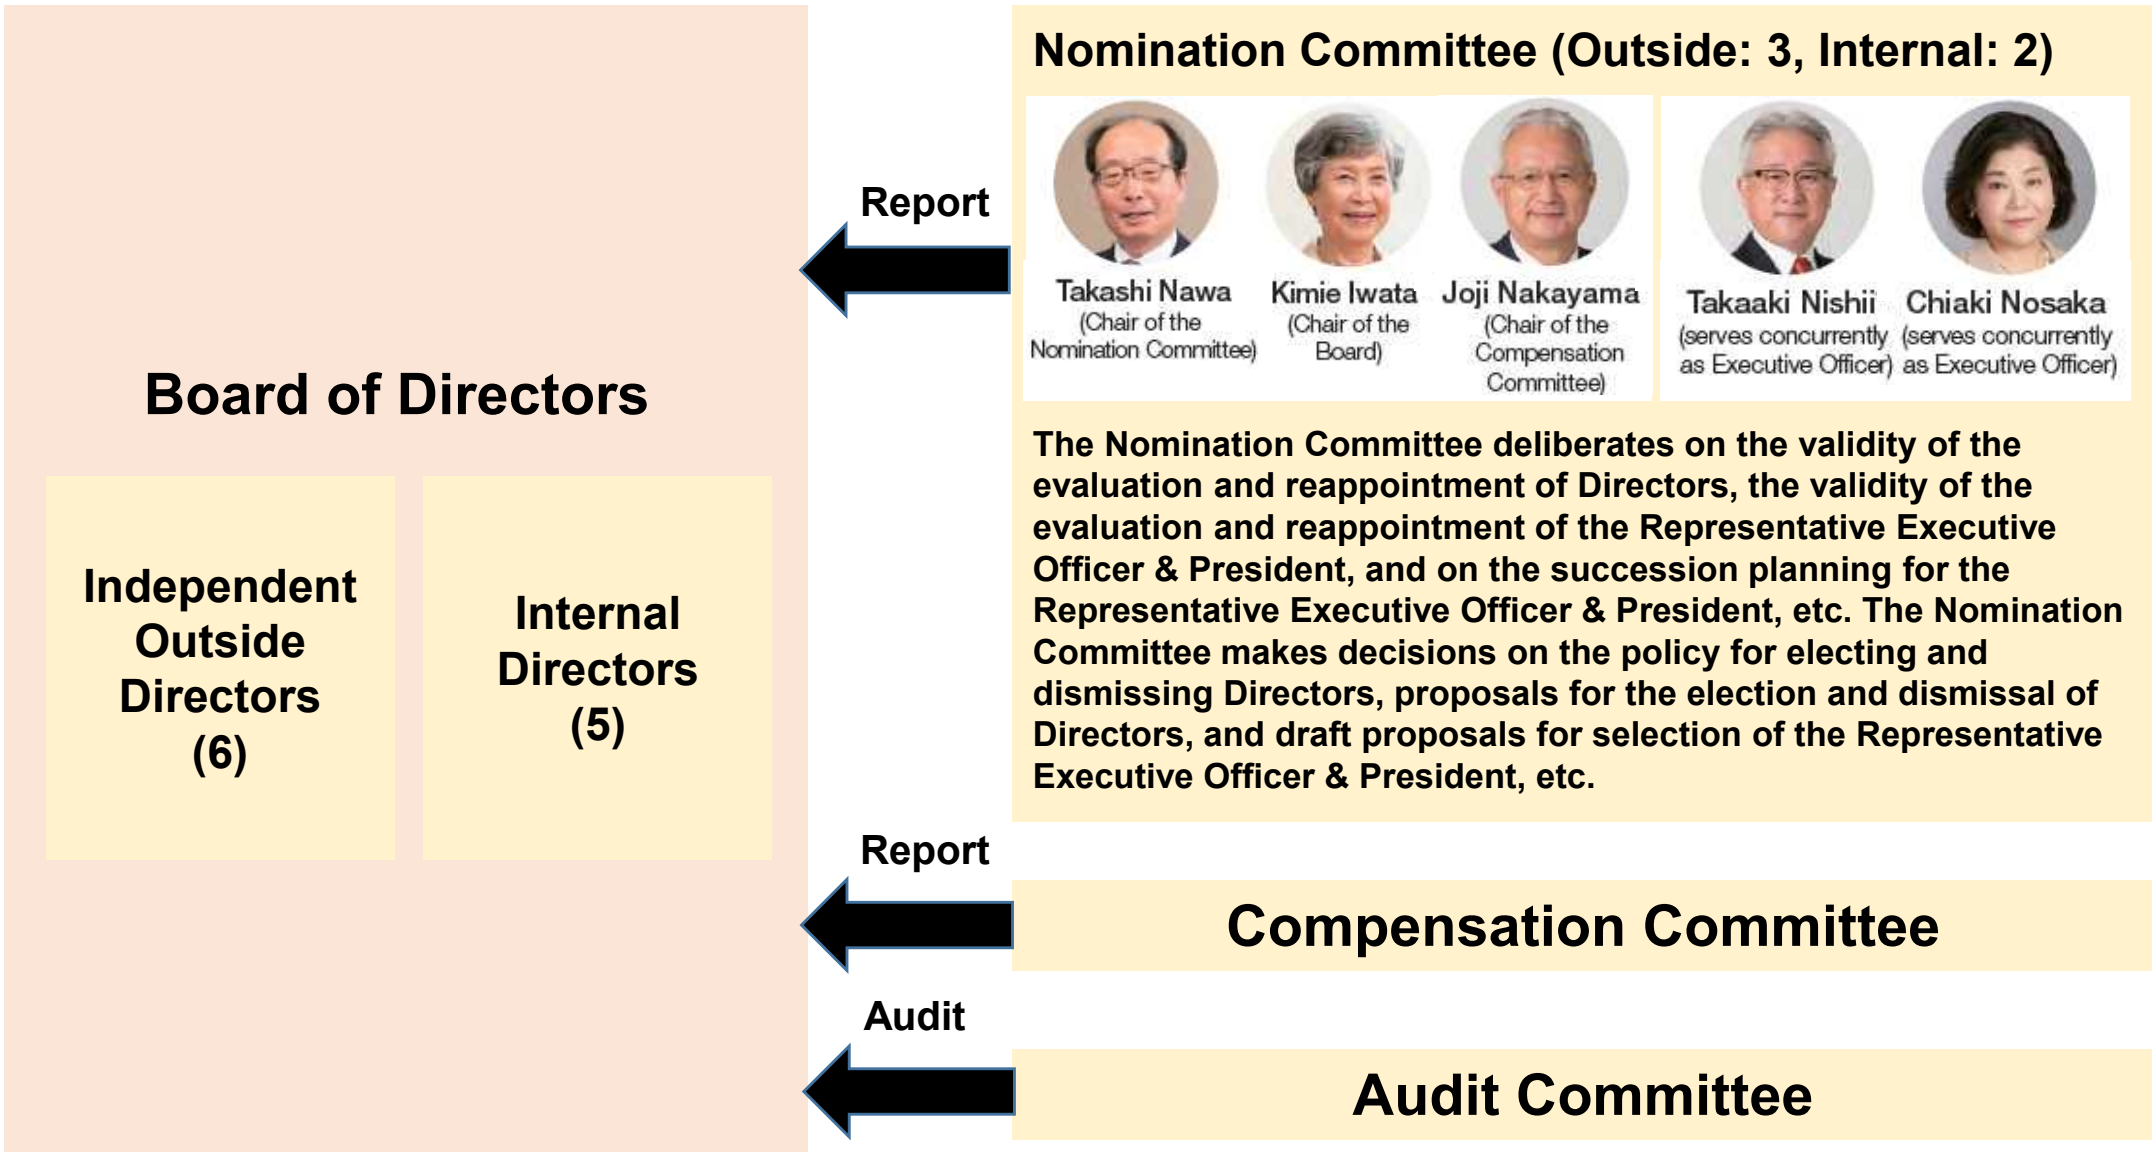 Board of Directors
Independent
Outside
Directors
(6)
Internal
Directors
(5)
Report
Report
Audit
Nomination Committee (Outside: 3, Internal: 2)
Takashi Nawa
(Chair of the
Nomination Committee)
Kimie Iwata
(Chair of the
Board)
Joji Nakayama
(Chair of the
Compensation
Committee)
Takaaki Nishii
(serves concurrently
as Executive Officer)
Chiaki Nosaka
(serves concurrently
as Executive Officer)
The Nomination Committee deliberates on the validity of the
evaluation and reappointment of Directors, the validity of the
evaluation and reappointment of the Representative Executive
Officer & President, and on the succession planning for the
Representative Executive Officer & President, etc. The Nomination
Committee makes decisions on the policy for electing and
dismissing Directors, proposals for the election and dismissal of
Directors, and draft proposals for selection of the Representative
Executive Officer & President, etc.
Compensation Committee
Audit Committee